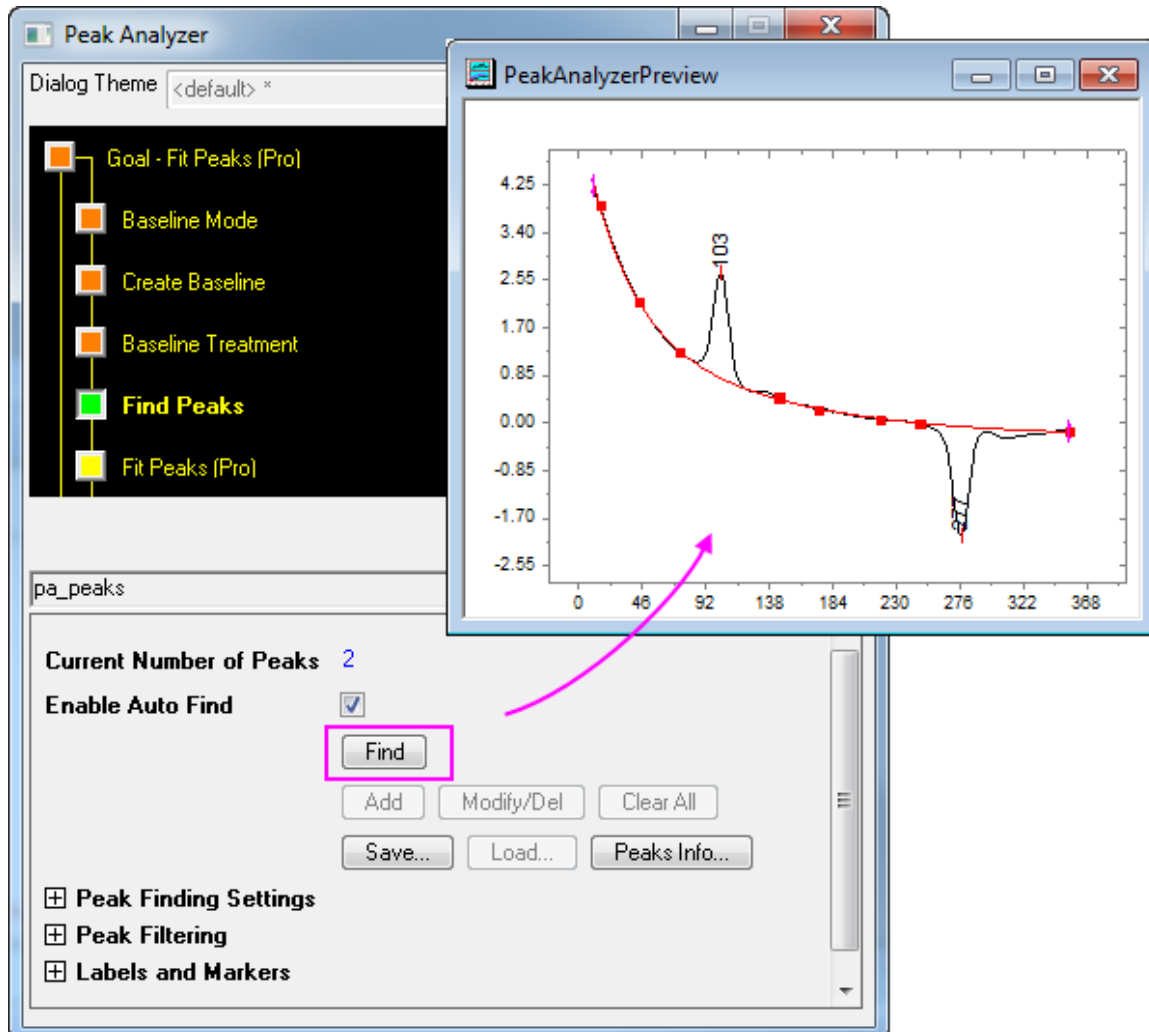 Peak Analyzer
Dialog Theme <default> *
Goal - Fit Peaks (Pro)
Baseline Mode
Create Baseline
Baseline Treatment
Find Peaks
Fit Peaks (Pro)
PeakAnalyzerPreview
4.25
3.40
2.55
1.70
0.85
0.00
-0.85
-1.70
-2.55
103
0 46 92 138 184 230 276 322 368
pa_peaks
Current Number of Peaks 2
Enable Auto Find
Find
Add Modify/Del Clear All
Save... Load... Peaks Info...
Peak Finding Settings
Peak Filtering
Labels and Markers